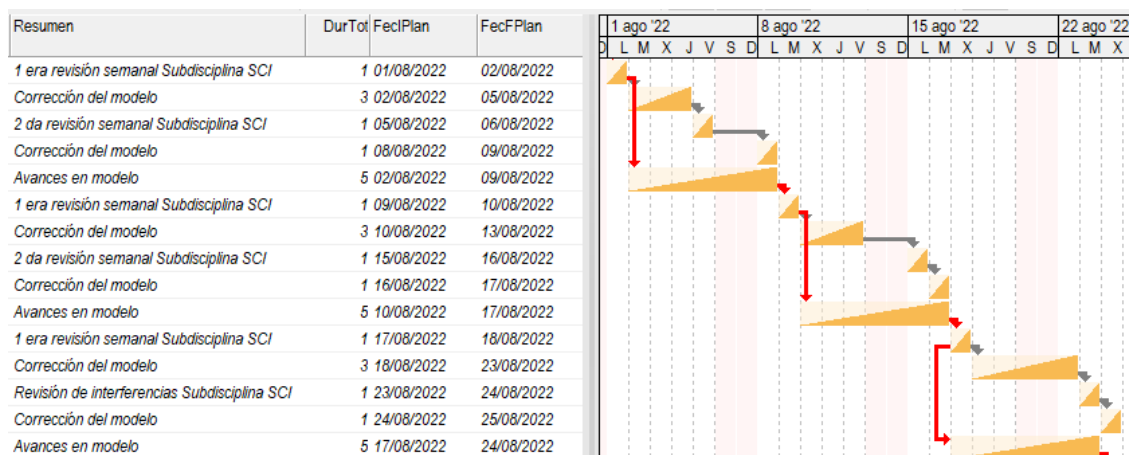 Resumen DurTot FecIPlan FecFPlan 1 ago '22 8 ago '22 15 ago '22 22 ago '22
D L M X J V S D L M X J V S D L M X J V S D L M X
1 era revisión semanal Subdisciplina SCI 1 01/08/2022 02/08/2022
Corrección del modelo 3 02/08/2022 05/08/2022
2 da revisión semanal Subdisciplina SCI 1 05/08/2022 06/08/2022
Corrección del modelo 1 08/08/2022 09/08/2022
Avances en modelo 5 02/08/2022 09/08/2022
1 era revisión semanal Subdisciplina SCI 1 09/08/2022 10/08/2022
Corrección del modelo 3 10/08/2022 13/08/2022
2 da revisión semanal Subdisciplina SCI 1 15/08/2022 16/08/2022
Corrección del modelo 1 16/08/2022 17/08/2022
Avances en modelo 5 10/08/2022 17/08/2022
1 era revisión semanal Subdisciplina SCI 1 17/08/2022 18/08/2022
Corrección del modelo 3 18/08/2022 23/08/2022
Revisión de interferencias Subdisciplina SCI 1 23/08/2022 24/08/2022
Corrección del modelo 1 24/08/2022 25/08/2022
Avances en modelo 5 17/08/2022 24/08/2022